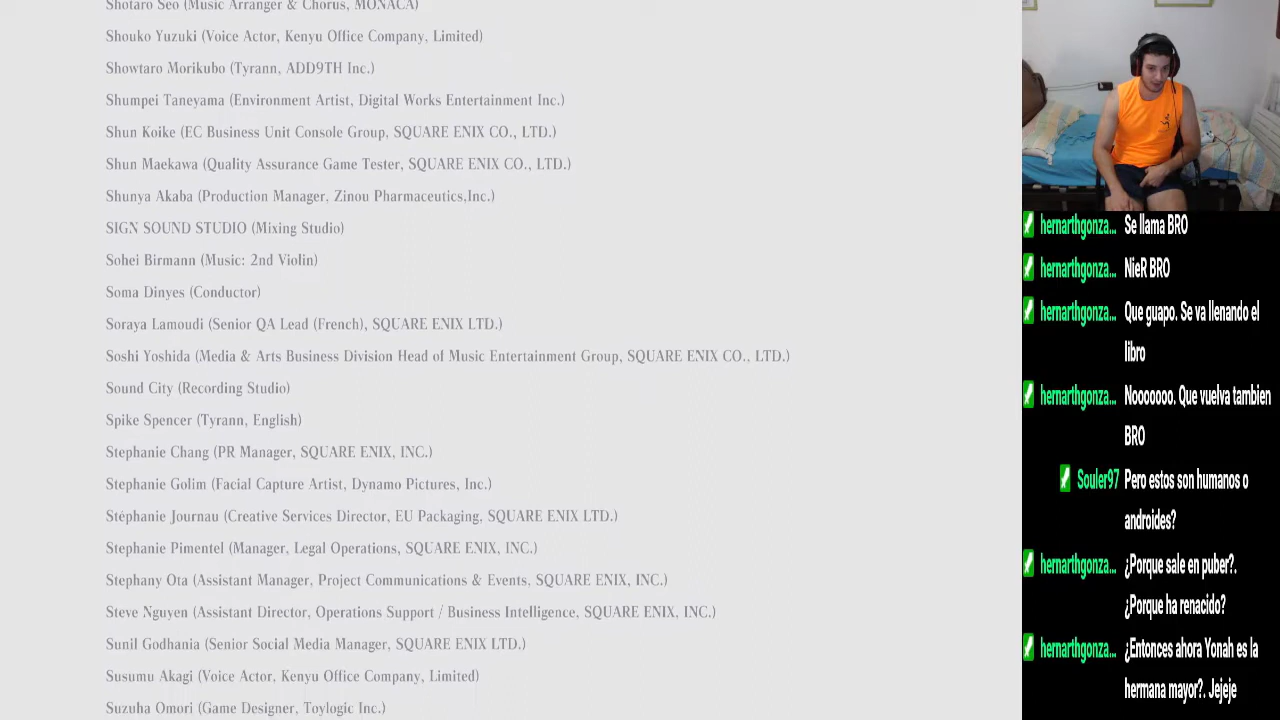 Shotaro Seo (Music Arranger & Chorus, MONACA)
Shouko Yuzuki (Voice Actor, Kenyu Office Company, Limited)
Showtaro Morikubo (Tyrann, ADD9TH Inc.)
Shumpei Taneyama (Environment Artist, Digital Works Entertainment Inc.)
Shun Koike (EC Business Unit Console Group, SQUARE ENIX CO., LTD.)
Shun Maekawa (Quality Assurance Game Tester, SQUARE ENIX CO., LTD.)
Shunya Akaba (Production Manager, Zinou Pharmaceutics,Inc.)
SIGN SOUND STUDIO (Mixing Studio)
Sohei Birmann (Music: 2nd Violin)
Soma Dinyes (Conductor)
Soraya Lamoudi (Senior QA Lead (French), SQUARE ENIX LTD.)
Soshi Yoshida (Media & Arts Business Division Head of Music Entertainment Group, SQUARE ENIX CO., LTD.)
Sound City (Recording Studio)
Spike Spencer (Tyrann, English)
Stephanie Chang (PR Manager, SQUARE ENIX, INC.)
Stephanie Golim (Facial Capture Artist, Dynamo Pictures, Inc.)
Stéphanie Journau (Creative Services Director, EU Packaging, SQUARE ENIX LTD.)
Stephanie Pimentel (Manager, Legal Operations, SQUARE ENIX, INC.)
Stephany Ota (Assistant Manager, Project Communications & Events, SQUARE ENIX, INC.)
Steve Nguyen (Assistant Director, Operations Support / Business Intelligence, SQUARE ENIX, INC.)
Sunil Godhania (Senior Social Media Manager, SQUARE ENIX LTD.)
Susumu Akagi (Voice Actor, Kenyu Office Company, Limited)
Suzuha Omori (Game Designer, Toylogic Inc.)
hernarthgonza... Se llama BRO
hernarthgonza... NieR BRO
hernarthgonza... Que guapo. Se va llenando el
libro
hernarthgonza... Nooooooo. Que vuelva tambien
BRO
Souler97 Pero estos son humanos o
androides?
hernarthgonza... ¿Porque sale en puber?.
¿Porque ha renacido?
hernarthgonza... ¿Entonces ahora Yonah es la
hermana mayor?. Jejeje